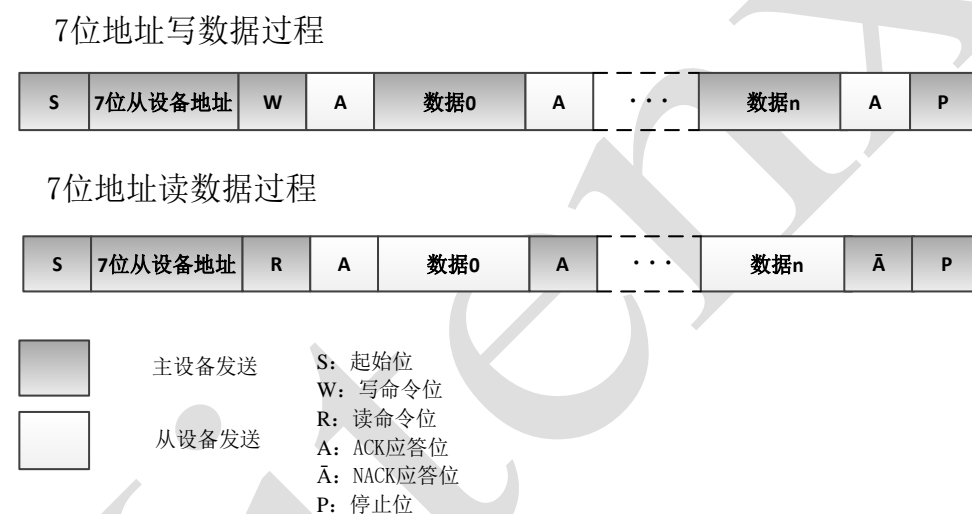 7位地址写数据过程
S 7位从设备地址 W A 数据0 A ··· 数据n A P
7位地址读数据过程
S 7位从设备地址 R A 数据0 A ··· 数据n Ā P
主设备发送
从设备发送
S：起始位
W：写命令位
R：读命令位
A：ACK应答位
Ā：NACK应答位
P：停止位